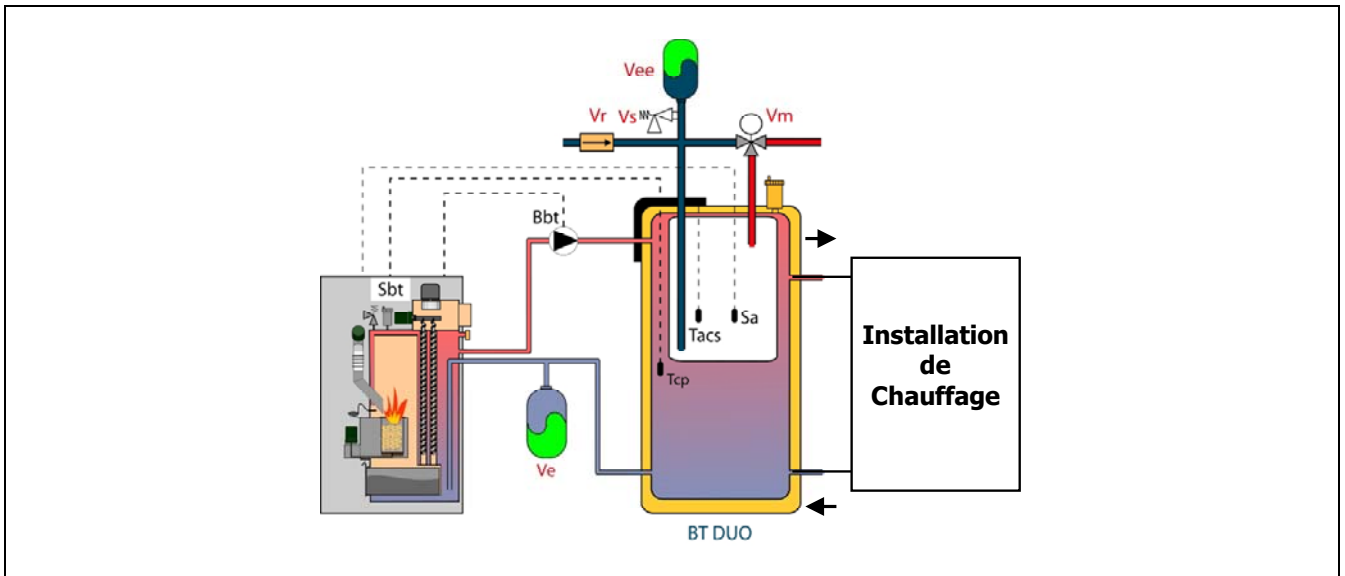 Vee
Vr
Vs
Vm
Bbt
Sbt
Tacs
Sa
Tcp
Ve
Installation
de
Chauffage
BT DUO